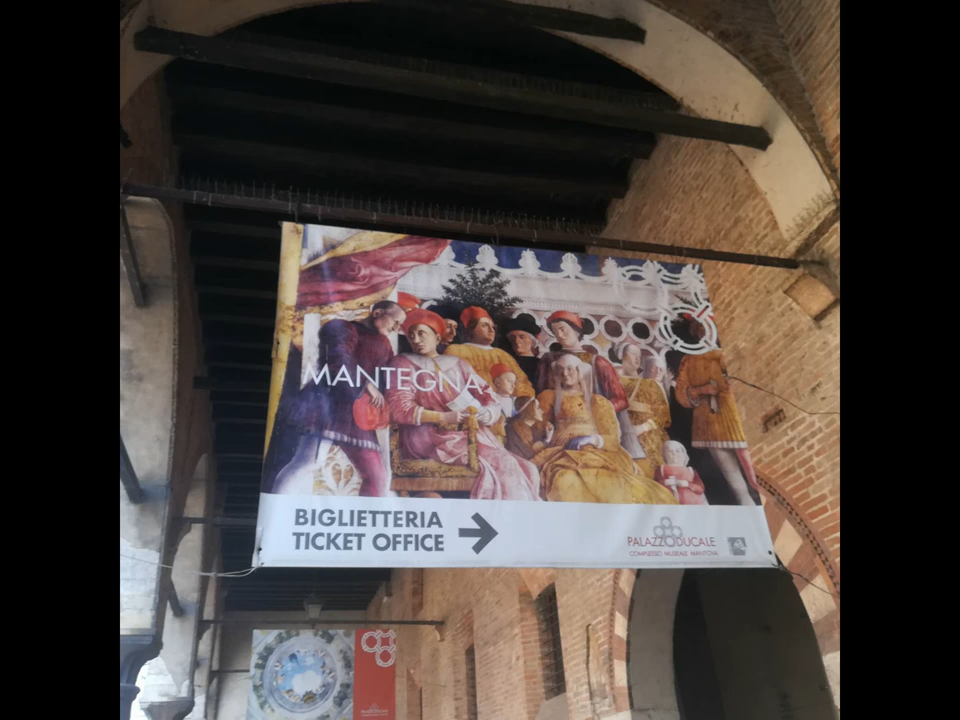 MANTEGNA
BIGLIETTERIA
TICKET OFFICE
PALAZZO DUCALE
COMPLESSO MUSEALE MANTOVA